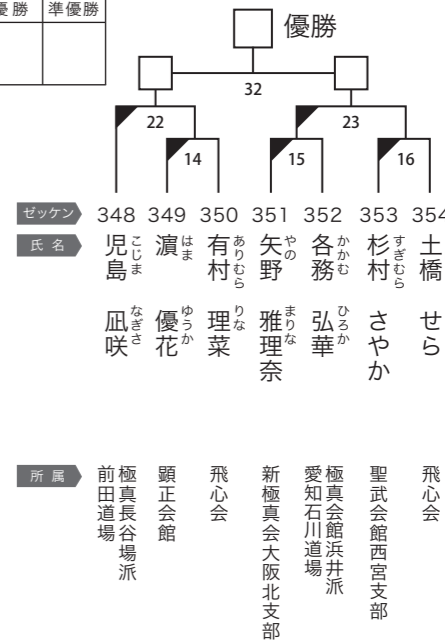 優勝 準優勝
優勝
32
22 23
14 15 16
ゼッケン 348 349 350 351 352 353 354
氏名
児島 凪咲
こじま なぎさ
濵 優花
はま ゆうか
有村 理菜
ありむら りな
矢野 雅理奈
やの まりな
各務 弘華
かかむ ひろか
杉村 さやか
すぎむら
土橋 せら
所属
極真長谷場派
前田道場
顕正会館
飛心会
新極真会大阪北支部
極真会館浜井派
愛知石川道場
聖武会館西宮支部
飛心会